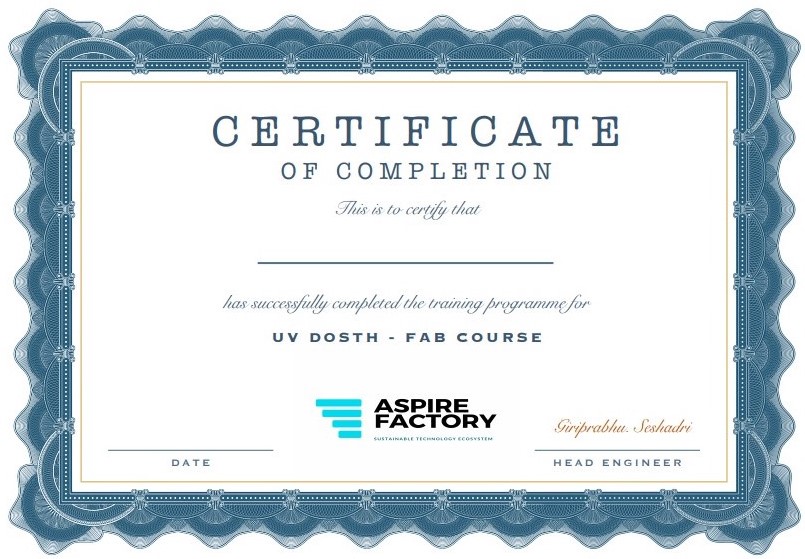 CERTIFICATE
OF COMPLETION
This is to certify that
has successfully completed the training programme for
UV DOSTH - FAB COURSE
ASPIRE
FACTORY
SUSTAINABLE TECHNOLOGY ECOSYSTEM
Giriprabhu. Seshadri
DATE
HEAD ENGINEER